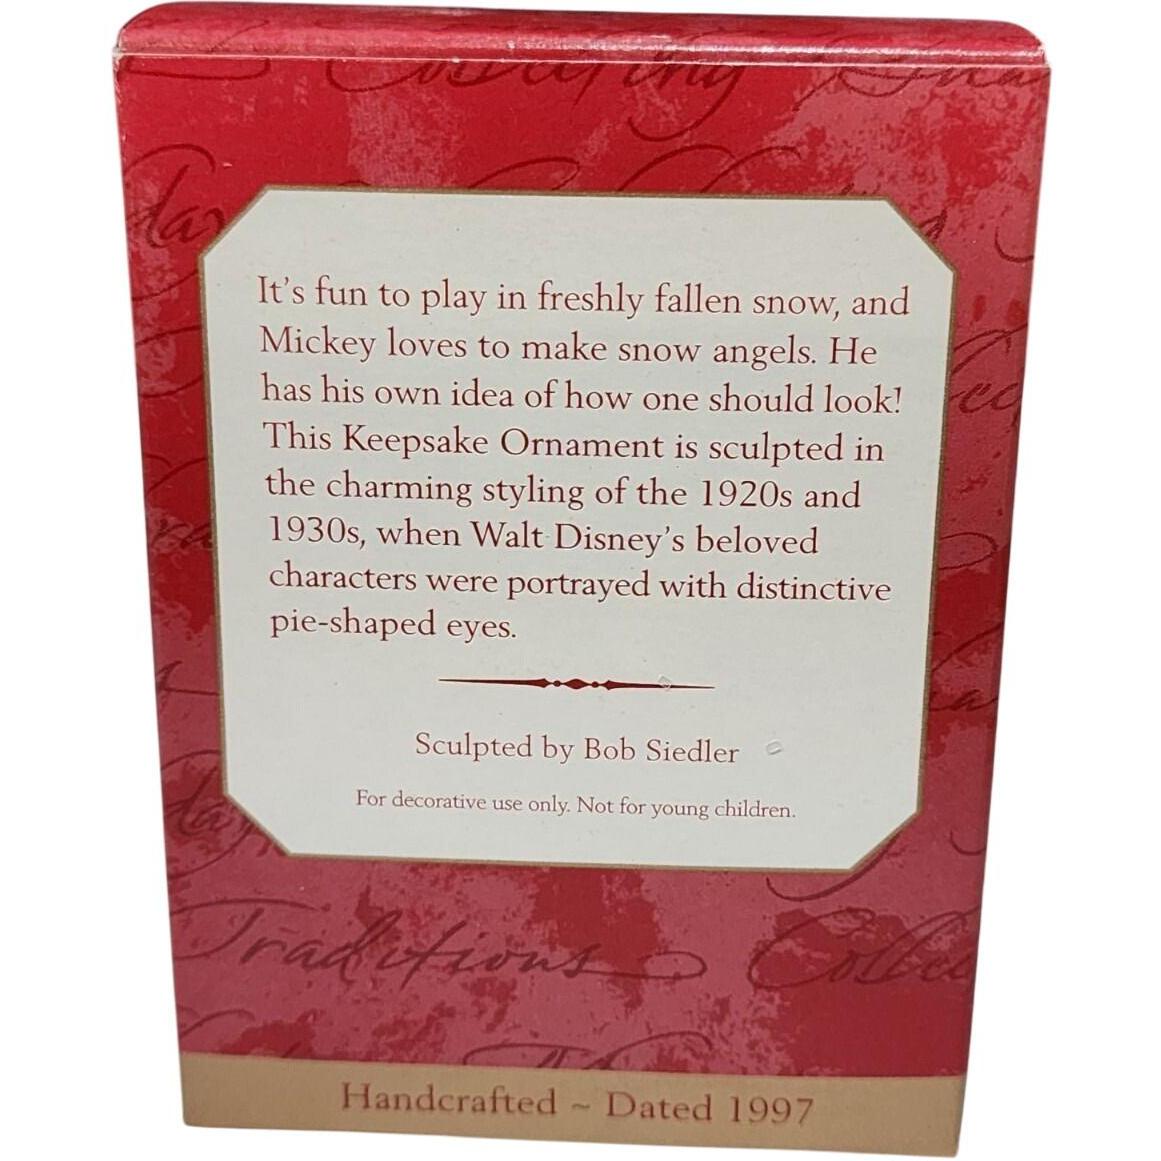 Collecting
It's fun to play in freshly fallen snow, and
Mickey loves to make snow angels. He
has his own idea of how one should look!
This Keepsake Ornament is sculpted in
the charming styling of the 1920s and
1930s, when Walt Disney's beloved
characters were portrayed with distinctive
pie-shaped eyes.
Sculpted by Bob Siedler
For decorative use only. Not for young children.
Traditions
Handcrafted ~ Dated 1997